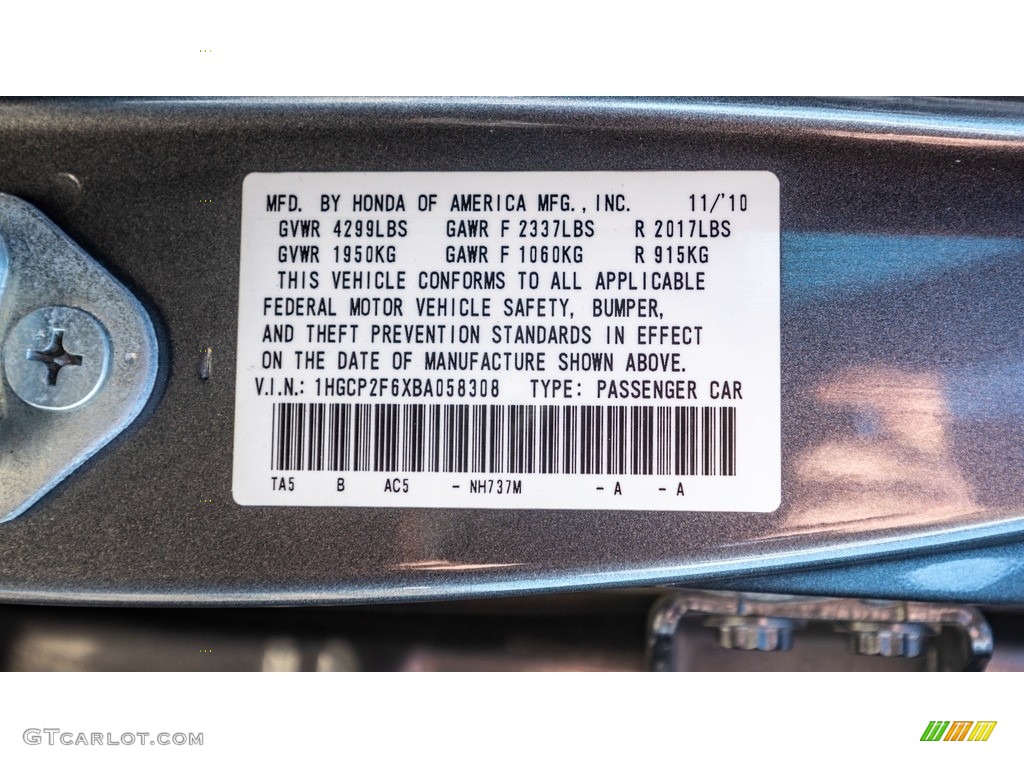 MFD. BY HONDA OF AMERICA MFG., INC. 11/'10
GVWR 4299LBS GAWR F 2337LBS R 2017LBS
GVWR 1950KG GAWR F 1060KG R 915KG
THIS VEHICLE CONFORMS TO ALL APPLICABLE
FEDERAL MOTOR VEHICLE SAFETY, BUMPER,
AND THEFT PREVENTION STANDARDS IN EFFECT
ON THE DATE OF MANUFACTURE SHOWN ABOVE.
V.I.N.: 1HGCP2F6XBA058308 TYPE: PASSENGER CAR
TA5 B AC5 - NH737M - A - A
GTCARLOT.COM